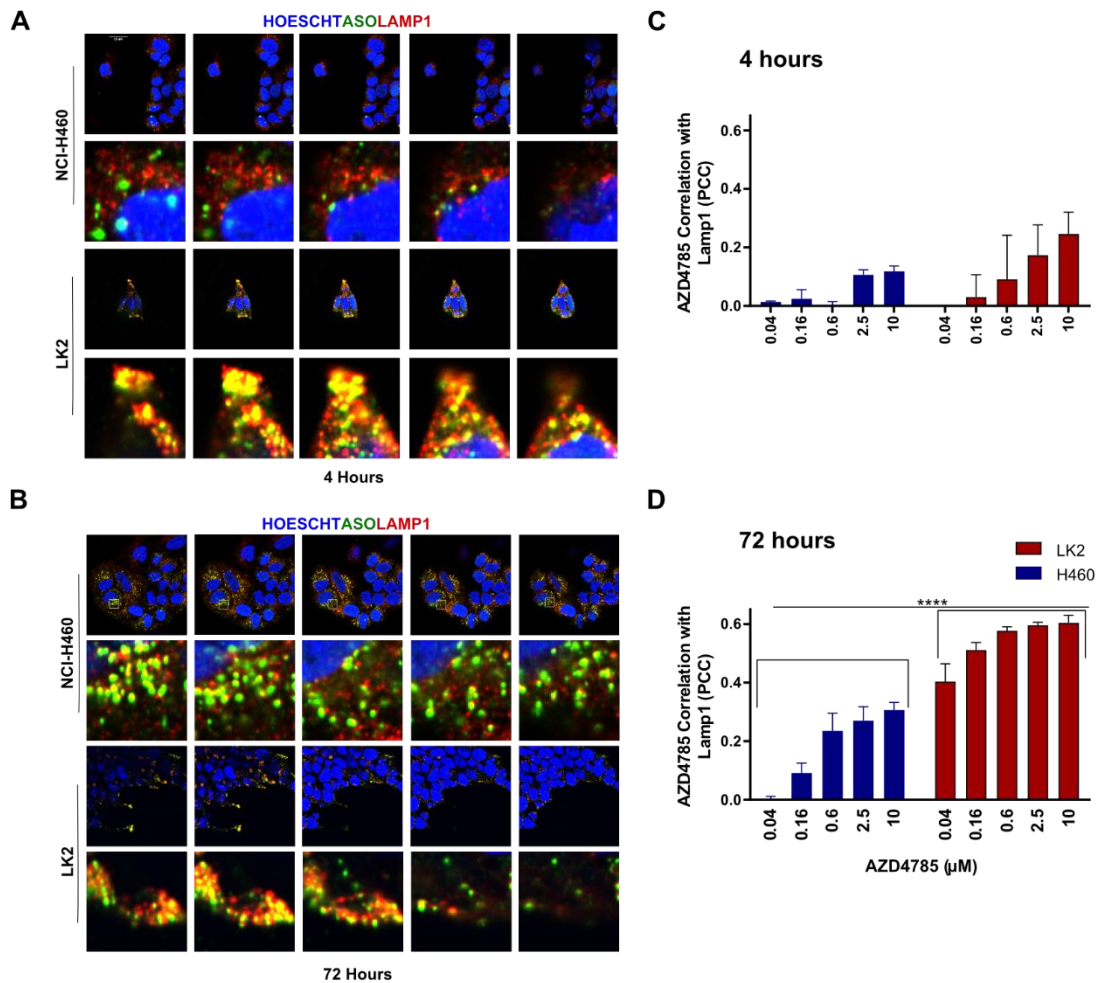 A
HOESCHTASOLAMP1
NCI-H460
LK2
4 Hours
B
HOESCHTASOLAMP1
NCI-H460
LK2
72 Hours
C
4 hours
AZD4785 Correlation with
Lamp1 (PCC)
0.6
0.4
0.2
0.0
0.04
0.16
0.6
2.5
10
0.04
0.16
0.6
2.5
10
D
72 hours
LK2
H460
****
AZD4785 Correlation with
Lamp1 (PCC)
0.6
0.4
0.2
0.0
0.04
0.16
0.6
2.5
10
0.04
0.16
0.6
2.5
10
AZD4785 (µM)